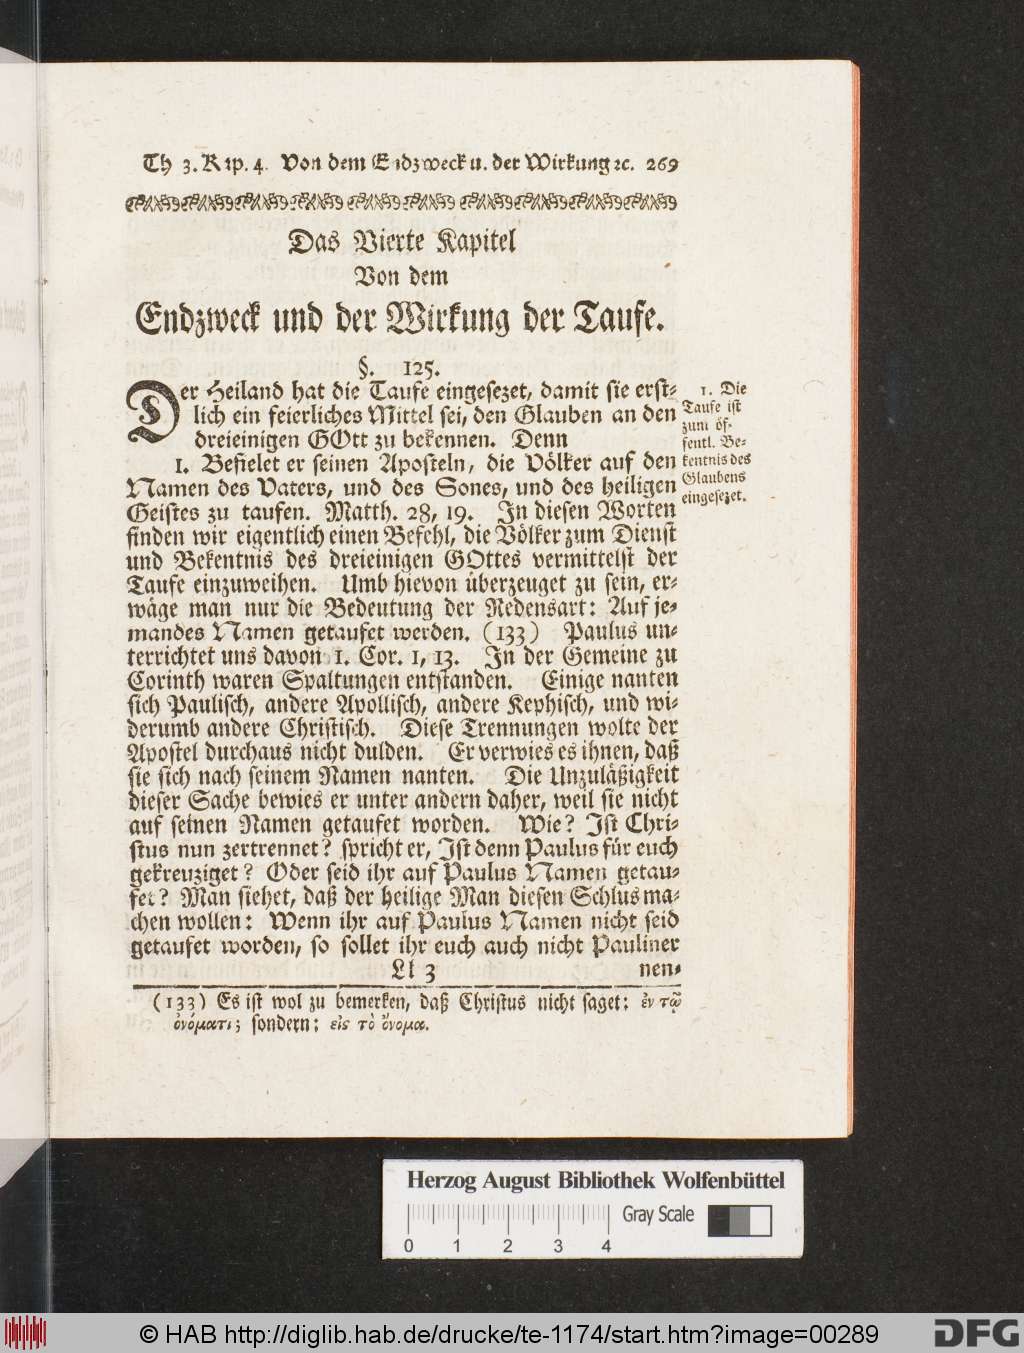 Th 3. Kap. 4. Von dem Endzweck u. der Wirkung ꝛc. 269
Das Vierte Kapitel
Von dem
Endzweck und der Wirkung der Taufe.
§. 125.
Der Heiland hat die Taufe eingesezet, damit sie erst-
lich ein feierliches Mittel sei, den Glauben an den
dreieinigen GOtt zu bekennen. Denn
1. Die
Taufe ist
zum öf-
fentl. Be-
kentnis des
Glaubens
eingesezet.
1. Befielet er seinen Aposteln, die Völker auf den
Namen des Vaters, und des Sones, und des heiligen
Geistes zu taufen. Matth. 28, 19. In diesen Worten
finden wir eigentlich einen Befehl, die Völker zum Dienst
und Bekentnis des dreieinigen GOttes vermittelst der
Taufe einzuweihen. Umb hievon überzeuget zu sein, er-
wäge man nur die Bedeutung der Redensart: Auf je-
mandes Namen getaufet werden. (133) Paulus un-
terrichtet uns davon 1. Cor. 1, 13. In der Gemeine zu
Corinth waren Spaltungen entstanden. Einige nanten
sich Paulisch, andere Apollisch, andere Kephisch, und wi-
derumb andere Christisch. Diese Trennungen wolte der
Apostel durchaus nicht dulden. Er verwies es ihnen, daß
sie sich nach seinem Namen nanten. Die Unzuläßigkeit
dieser Sache bewies er unter andern daher, weil sie nicht
auf seinen Namen getaufet worden. Wie? Ist Chri-
stus nun zertrennet? spricht er, Ist denn Paulus für euch
gekreuziget? Oder seid ihr auf Paulus Namen getau-
fet? Man siehet, daß der heilige Man diesen Schlus ma-
chen wollen: Wenn ihr auf Paulus Namen nicht seid
getaufet worden, so sollet ihr euch auch nicht Pauliner
Ll 3 nen-
(133) Es ist wol zu bemerken, daß Christus nicht saget: ἐν τῷ
ὀνόματι; sondern: εἰς τὸ ὄνομα.
Herzog August Bibliothek Wolfenbüttel
Gray Scale
0 1 2 3 4
© HAB http://diglib.hab.de/drucke/te-1174/start.htm?image=00289
DFG